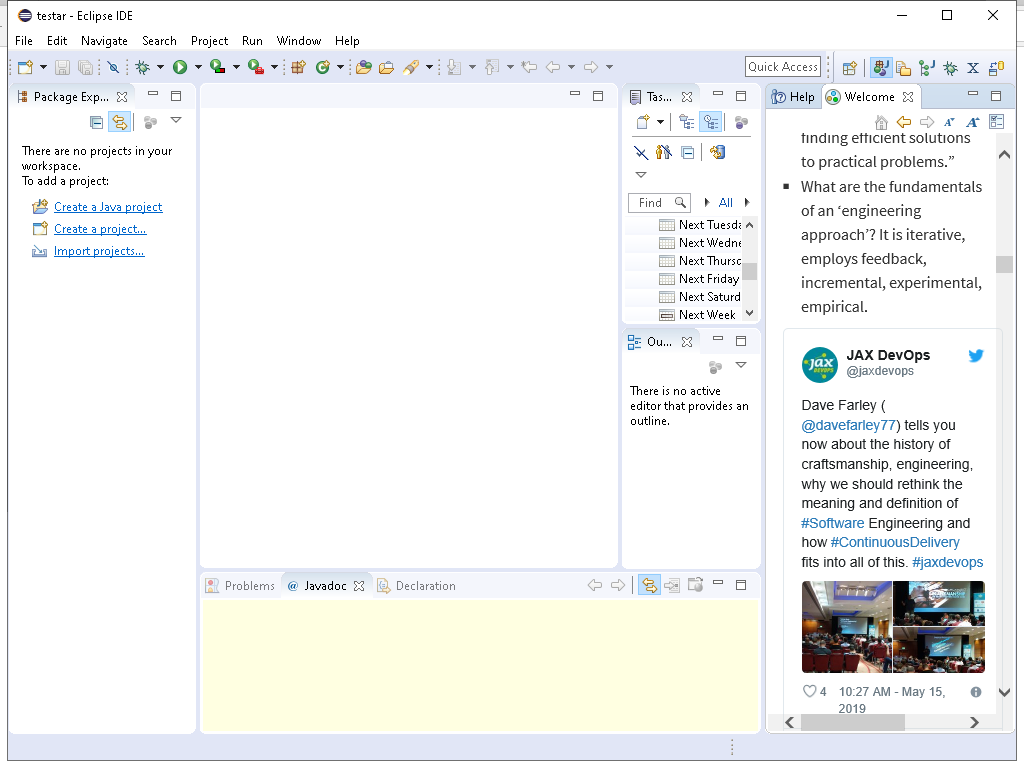 testar - Eclipse IDE
File Edit Navigate Search Project Run Window Help
Quick Access
Package Exp...
There are no projects in your
workspace.
To add a project:
Create a Java project
Create a project...
Import projects...
Tas...
Find
All
Next Tuesda
Next Wedne
Next Thursd
Next Friday
Next Saturd
Next Week
Ou...
There is no active
editor that provides an
outline.
Problems @ Javadoc Declaration
Help Welcome
finding efficient solutions
to practical problems.”
▪ What are the fundamentals
of an ‘engineering
approach’? It is iterative,
employs feedback,
incremental, experimental,
empirical.
jax
DEVOPS
JAX DevOps
@jaxdevops
Dave Farley (
@davefarley77) tells you
now about the history of
craftsmanship, engineering,
why we should rethink the
meaning and definition of
#Software Engineering and
how #ContinuousDelivery
fits into all of this. #jaxdevops
4 10:27 AM - May 15,
2019